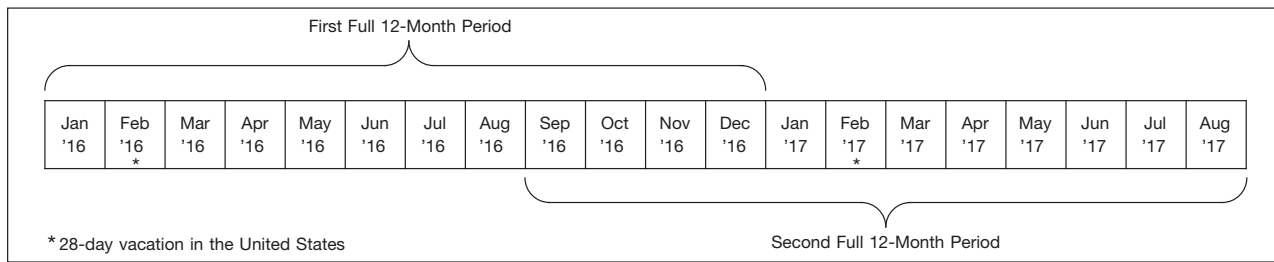 First Full 12-Month Period
Jan Feb Mar Apr May Jun Jul Aug Sep Oct Nov Dec Jan Feb Mar Apr May Jun Jul Aug
'16 '16 '16 '16 '16 '16 '16 '16 '16 '16 '16 '16 '17 '17 '17 '17 '17 '17 '17 '17
* *
Second Full 12-Month Period
* 28-day vacation in the United States